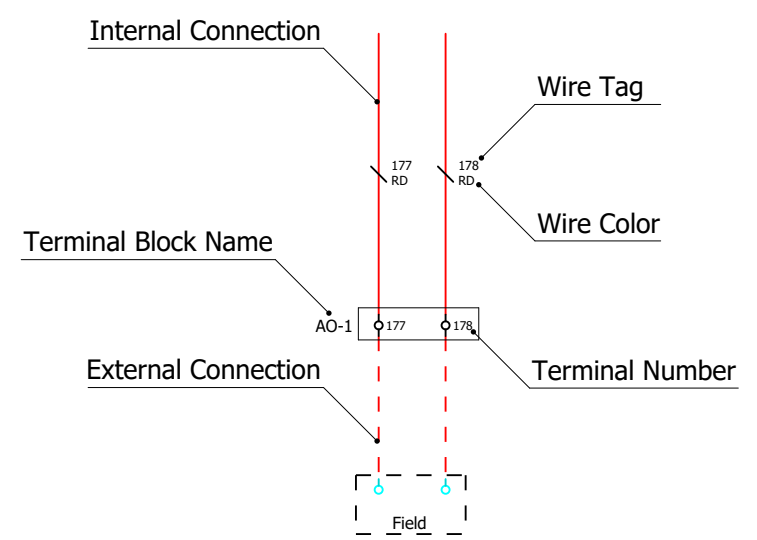 Internal Connection
Wire Tag
177
RD
178
RD
Wire Color
Terminal Block Name
AO-1
177
178
External Connection
Terminal Number
Field